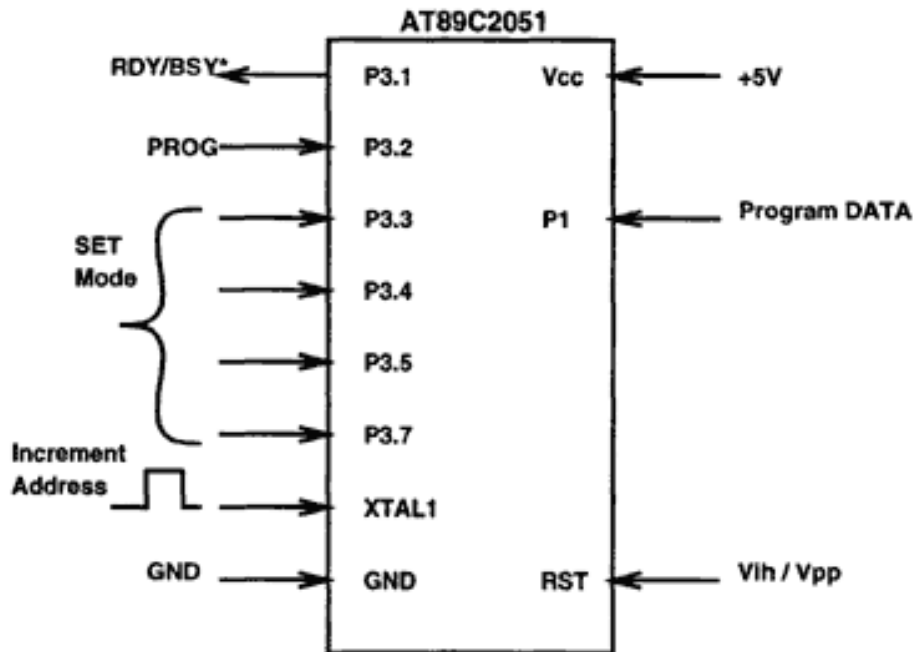 AT89C2051
RDY/BSY*
P3.1
Vcc
+5V
PROG
P3.2
SET
Mode
P3.3
P1
Program DATA
P3.4
P3.5
P3.7
Increment
Address
XTAL1
GND
GND
RST
Vih / Vpp